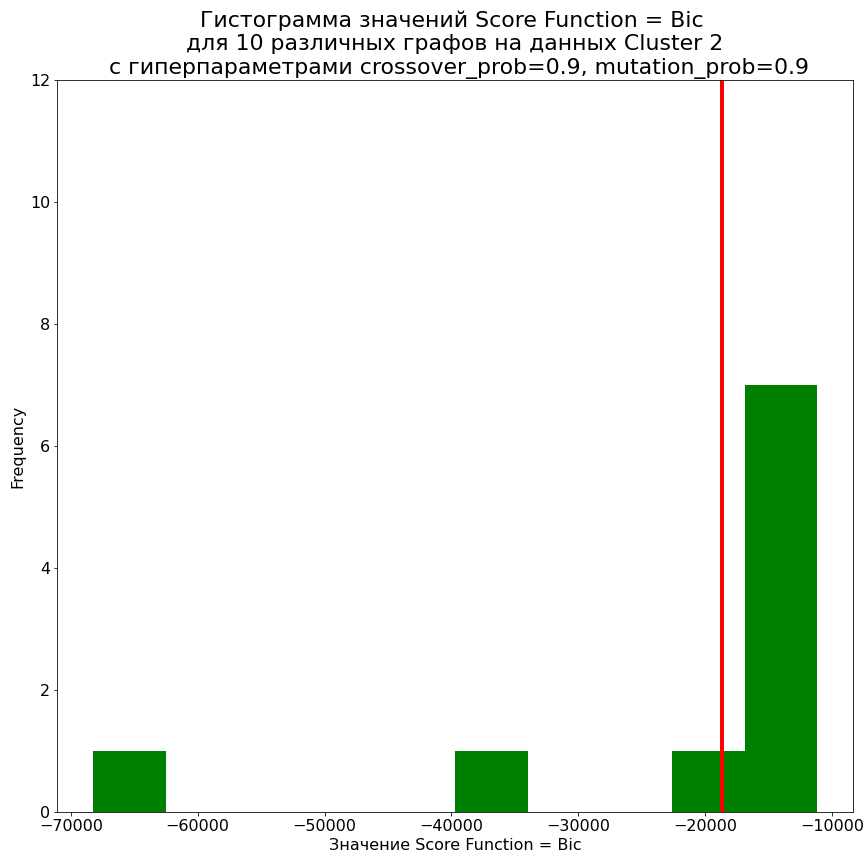 Гистограмма значений Score Function = Bic
для 10 различных графов на данных Cluster 2
с гиперпараметрами crossover_prob=0.9, mutation_prob=0.9
12
10
8
6
4
2
0
Frequency
−70000
−60000
−50000
−40000
−30000
−20000
−10000
Значение Score Function = Bic